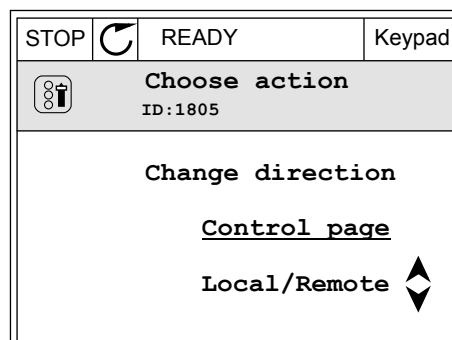 STOP READY Keypad
Choose action
ID:1805
Change direction
Control page
Local/Remote